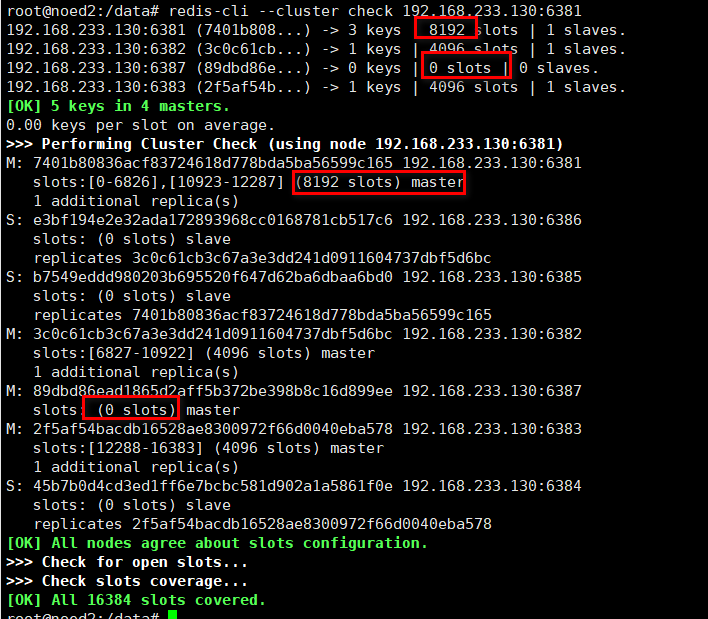 root@noed2:/data# redis-cli --cluster check 192.168.233.130:6381
192.168.233.130:6381 (7401b808...) -> 3 keys | 8192 slots | 1 slaves.
192.168.233.130:6382 (3c0c61cb...) -> 1 keys | 4096 slots | 1 slaves.
192.168.233.130:6387 (89dbd86e...) -> 0 keys | 0 slots | 0 slaves.
192.168.233.130:6383 (2f5af54b...) -> 1 keys | 4096 slots | 1 slaves.
[OK] 5 keys in 4 masters.
0.00 keys per slot on average.
>>> Performing Cluster Check (using node 192.168.233.130:6381)
M: 7401b80836acf83724618d778bda5ba56599c165 192.168.233.130:6381
slots:[0-6826],[10923-12287] (8192 slots) master
1 additional replica(s)
S: e3bf194e2e32ada172893968cc0168781cb517c6 192.168.233.130:6386
slots: (0 slots) slave
replicates 3c0c61cb3c67a3e3dd241d0911604737dbf5d6bc
S: b7549eddd980203b695520f647d62ba6dbaa6bd0 192.168.233.130:6385
slots: (0 slots) slave
replicates 7401b80836acf83724618d778bda5ba56599c165
M: 3c0c61cb3c67a3e3dd241d0911604737dbf5d6bc 192.168.233.130:6382
slots:[6827-10922] (4096 slots) master
1 additional replica(s)
M: 89dbd86ead1865d2aff5b372be398b8c16d899ee 192.168.233.130:6387
slots: (0 slots) master
M: 2f5af54bacdb16528ae8300972f66d0040eba578 192.168.233.130:6383
slots:[12288-16383] (4096 slots) master
1 additional replica(s)
S: 45b7b0d4cd3ed1ff6e7bcbc581d902a1a5861f0e 192.168.233.130:6384
slots: (0 slots) slave
replicates 2f5af54bacdb16528ae8300972f66d0040eba578
[OK] All nodes agree about slots configuration.
>>> Check for open slots...
>>> Check slots coverage...
[OK] All 16384 slots covered.
root@noed2:/data#